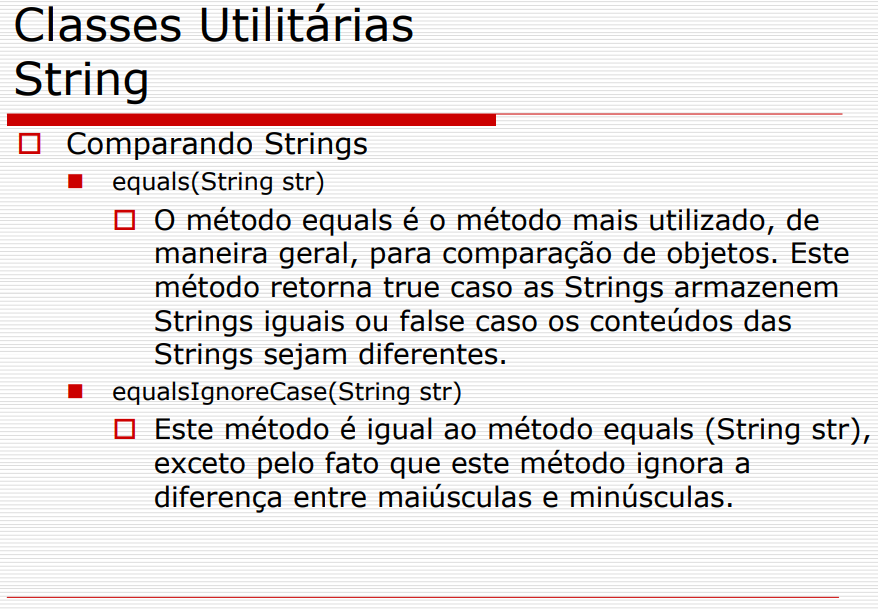 Classes Utilitárias
String
Comparando Strings
equals(String str)
O método equals é o método mais utilizado, de
maneira geral, para comparação de objetos. Este
método retorna true caso as Strings armazenem
Strings iguais ou false caso os conteúdos das
Strings sejam diferentes.
equalsIgnoreCase(String str)
Este método é igual ao método equals (String str),
exceto pelo fato que este método ignora a
diferença entre maiúsculas e minúsculas.